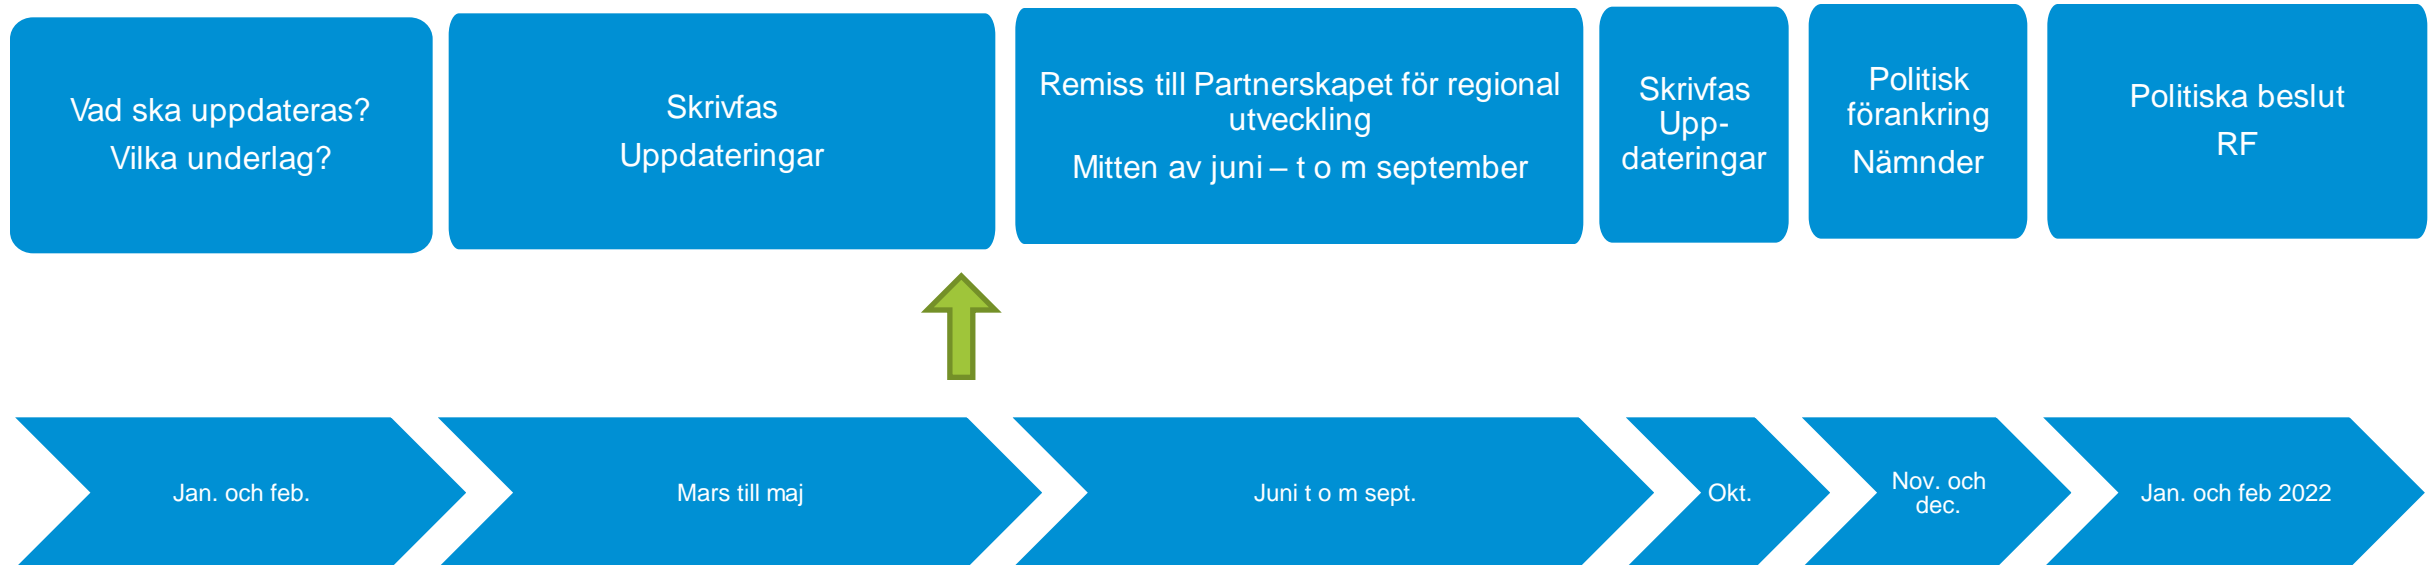 Vad ska uppdateras?
Vilka underlag?
Skrivfas
Uppdateringar
Remiss till Partnerskapet för regional
utveckling
Mitten av juni – t o m september
Skrivfas
Upp-
dateringar
Politisk
förankring
Nämnder
Politiska beslut
RF
Jan. och feb.
Mars till maj
Juni t o m sept.
Okt.
Nov. och
dec.
Jan. och feb 2022